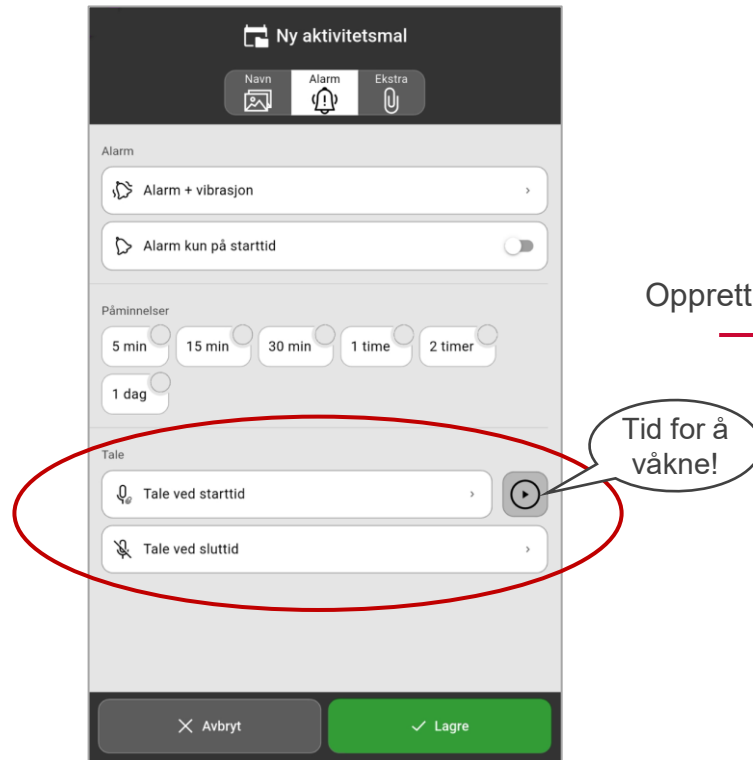 Ny aktivitetsmal
Navn Alarm Ekstra
Alarm
Alarm + vibrasjon
Alarm kun på starttid
Påminnelser
5 min 15 min 30 min 1 time 2 timer
1 dag
Tale
Tale ved starttid
Tale ved sluttid
Avbryt Lagre
Opprett
Tid for å
våkne!